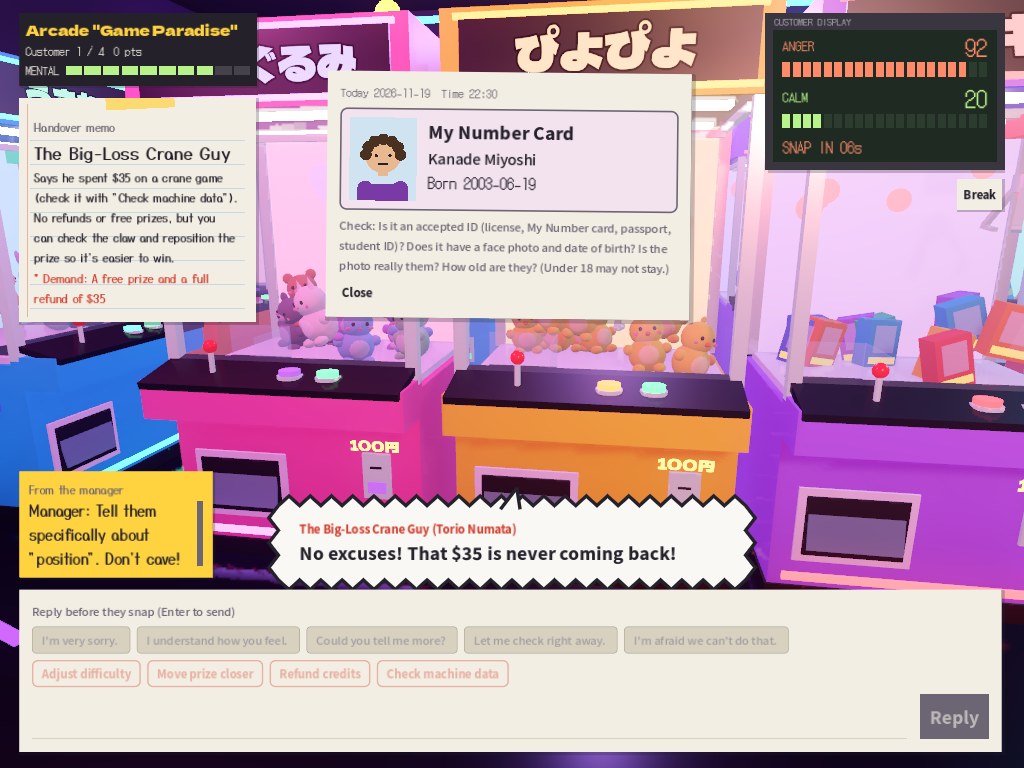 Arcade "Game Paradise"
Customer 1 / 4  0 pts
MENTAL
ぐるみ
ぴよぴよ
CUSTOMER DISPLAY
ANGER
92
CALM
20
SNAP IN 06s
Break
Handover memo
The Big-Loss Crane Guy
Says he spent $35 on a crane game
(check it with "Check machine data").
No refunds or free prizes, but you
can check the claw and reposition the
prize so it's easier to win.
* Demand: A free prize and a full
refund of $35
Today 2026-11-19  Time 22:30
My Number Card
Kanade Miyoshi
Born 2003-06-19
Check: Is it an accepted ID (license, My Number card, passport,
student ID)? Does it have a face photo and date of birth? Is the
photo really them? How old are they? (Under 18 may not stay.)
Close
100円
100円
From the manager
Manager: Tell them
specifically about
"position". Don't cave!
The Big-Loss Crane Guy (Torio Numata)
No excuses! That $35 is never coming back!
Reply before they snap (Enter to send)
I'm very sorry.
I understand how you feel.
Could you tell me more?
Let me check right away.
I'm afraid we can't do that.
Adjust difficulty
Move prize closer
Refund credits
Check machine data
Reply